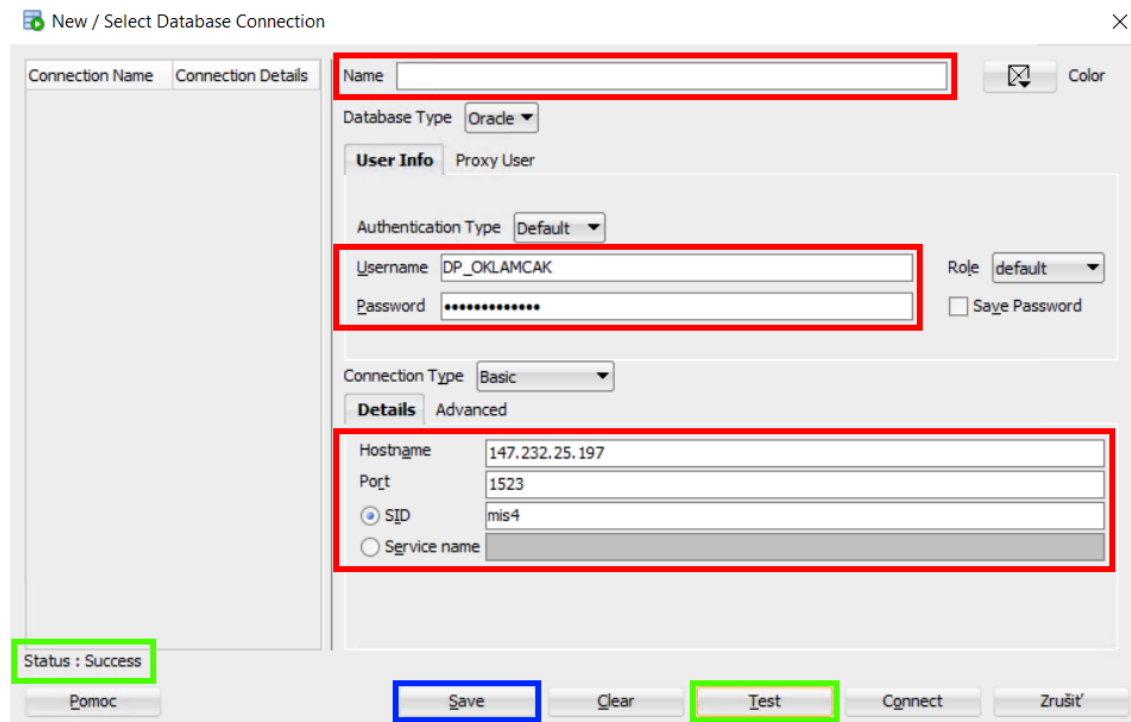 New / Select Database Connection
Connection Name Connection Details
Name
Color
Database Type Oracle
User Info Proxy User
Authentication Type Default
Username DP_OKLAMCAK
Role default
Password •••••••••••••
Save Password
Connection Type Basic
Details Advanced
Hostname 147.232.25.197
Port 1523
SID mis4
Service name
Status : Success
Pomoc Save Clear Test Connect Zrušiť